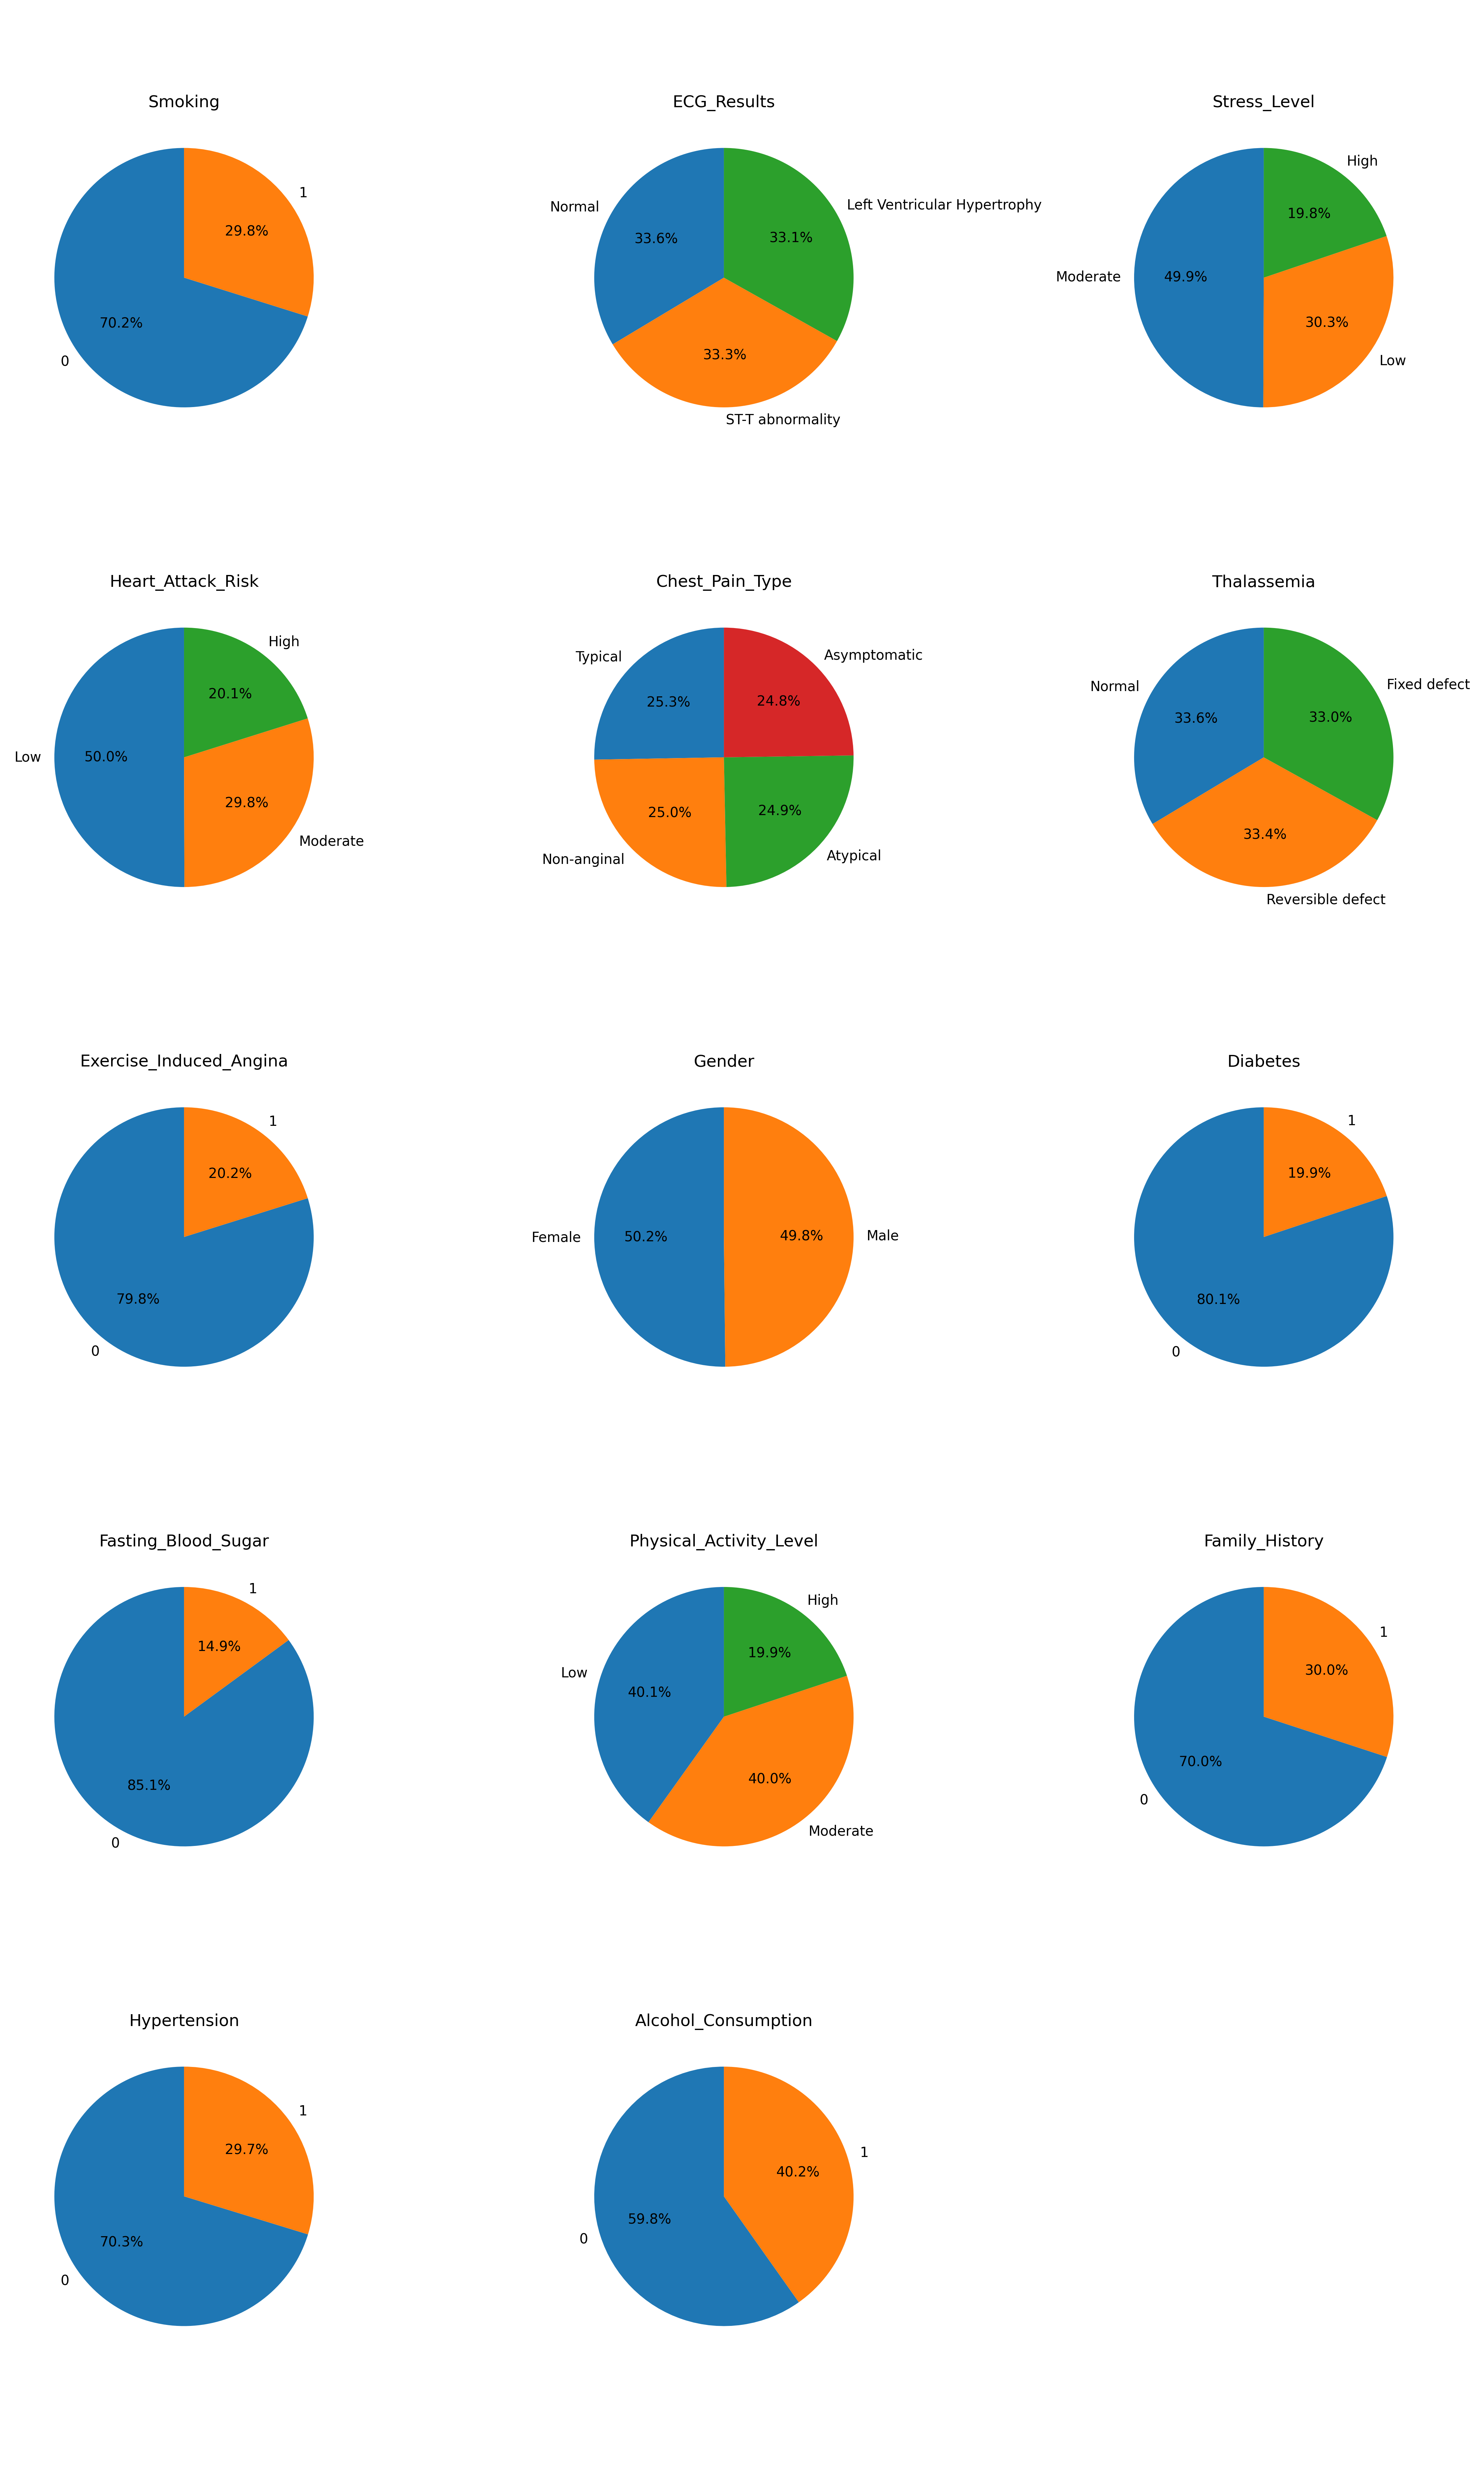 Smoking
1
29.8%
70.2%
0
ECG_Results
Normal
Left Ventricular Hypertrophy
33.6%
33.1%
33.3%
ST-T abnormality
Stress_Level
High
19.8%
Moderate
49.9%
30.3%
Low
Heart_Attack_Risk
High
20.1%
Low
50.0%
29.8%
Moderate
Chest_Pain_Type
Typical
Asymptomatic
25.3%
24.8%
25.0%
24.9%
Non-anginal
Atypical
Thalassemia
Normal
Fixed defect
33.6%
33.0%
33.4%
Reversible defect
Exercise_Induced_Angina
1
20.2%
79.8%
0
Gender
Female
50.2%
49.8%
Male
Diabetes
1
19.9%
80.1%
0
Fasting_Blood_Sugar
1
14.9%
85.1%
0
Physical_Activity_Level
High
19.9%
Low
40.1%
40.0%
Moderate
Family_History
1
30.0%
70.0%
0
Hypertension
1
29.7%
70.3%
0
Alcohol_Consumption
1
40.2%
59.8%
0